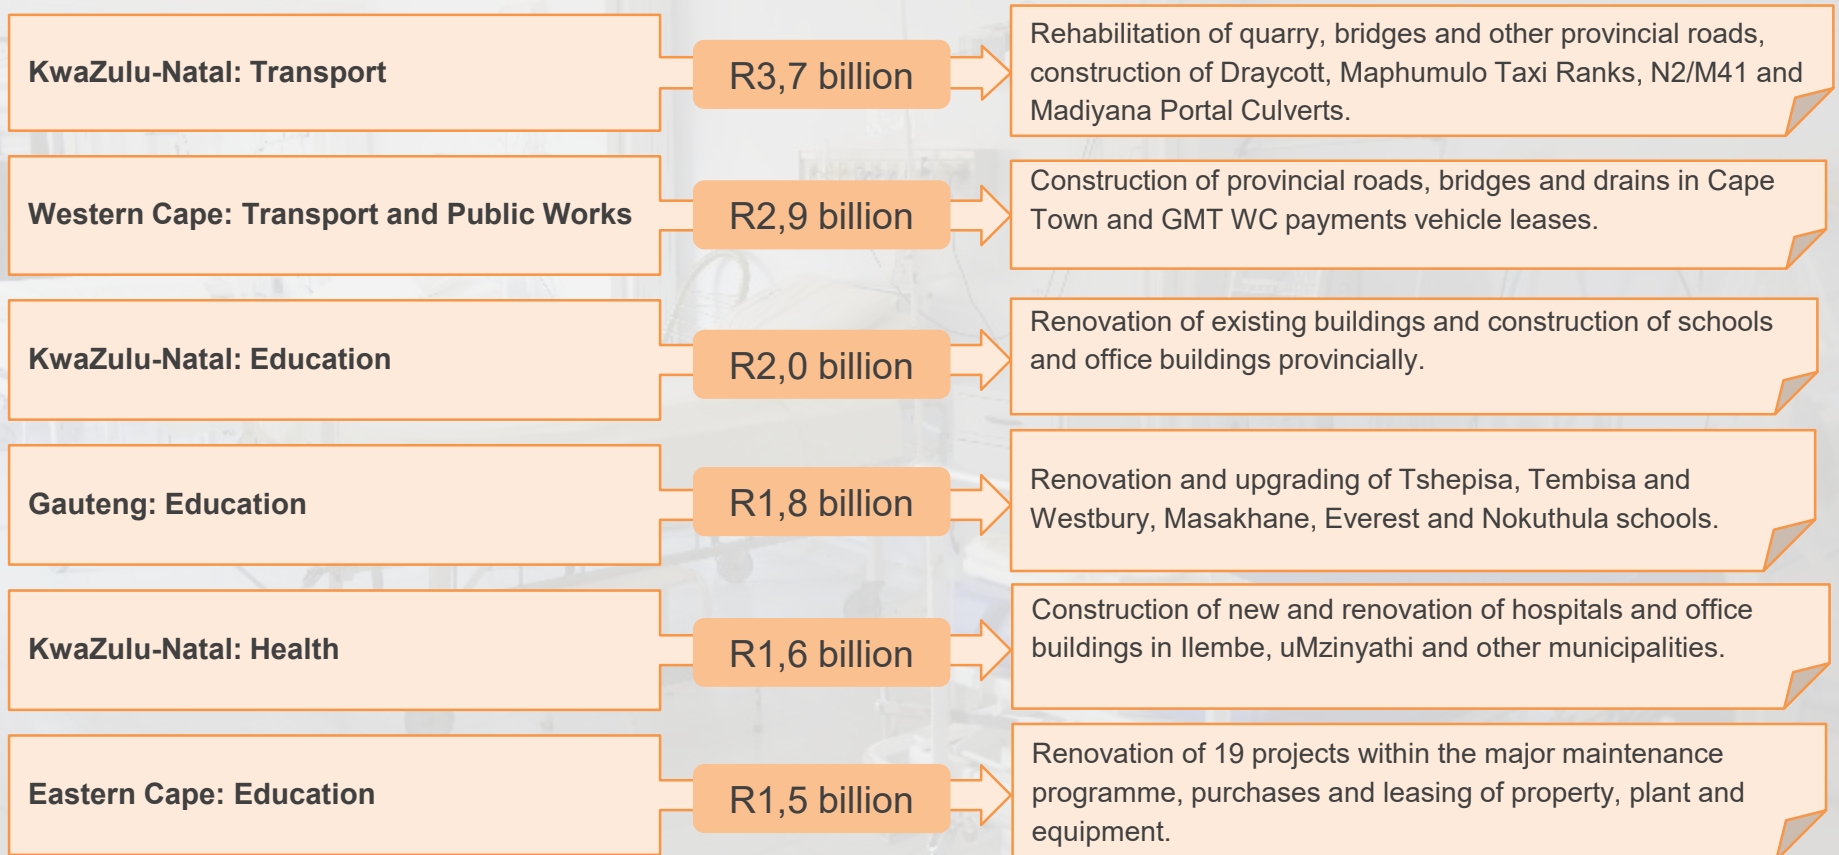 KwaZulu-Natal: Transport
R3,7 billion
Rehabilitation of quarry, bridges and other provincial roads,
construction of Draycott, Maphumulo Taxi Ranks, N2/M41 and
Madiyana Portal Culverts.
Western Cape: Transport and Public Works
R2,9 billion
Construction of provincial roads, bridges and drains in Cape
Town and GMT WC payments vehicle leases.
KwaZulu-Natal: Education
R2,0 billion
Renovation of existing buildings and construction of schools
and office buildings provincially.
Gauteng: Education
R1,8 billion
Renovation and upgrading of Tshepisa, Tembisa and
Westbury, Masakhane, Everest and Nokuthula schools.
KwaZulu-Natal: Health
R1,6 billion
Construction of new and renovation of hospitals and office
buildings in Ilembe, uMzinyathi and other municipalities.
Eastern Cape: Education
R1,5 billion
Renovation of 19 projects within the major maintenance
programme, purchases and leasing of property, plant and
equipment.